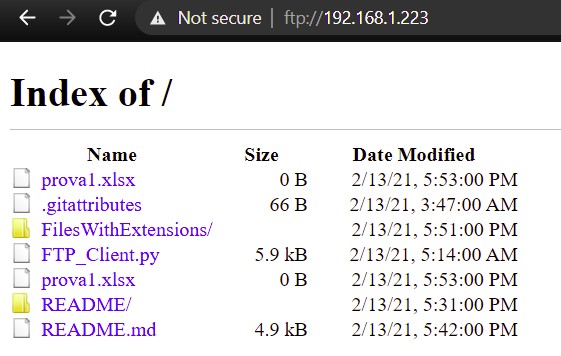 Not secure | ftp://192.168.1.223
Index of /
Name Size Date Modified
prova1.xlsx 0 B 2/13/21, 5:53:00 PM
.gitattributes 66 B 2/13/21, 3:47:00 AM
FilesWithExtensions/ 2/13/21, 5:51:00 PM
FTP_Client.py 5.9 kB 2/13/21, 5:14:00 AM
prova1.xlsx 0 B 2/13/21, 5:53:00 PM
README/ 2/13/21, 5:31:00 PM
README.md 4.9 kB 2/13/21, 5:42:00 PM